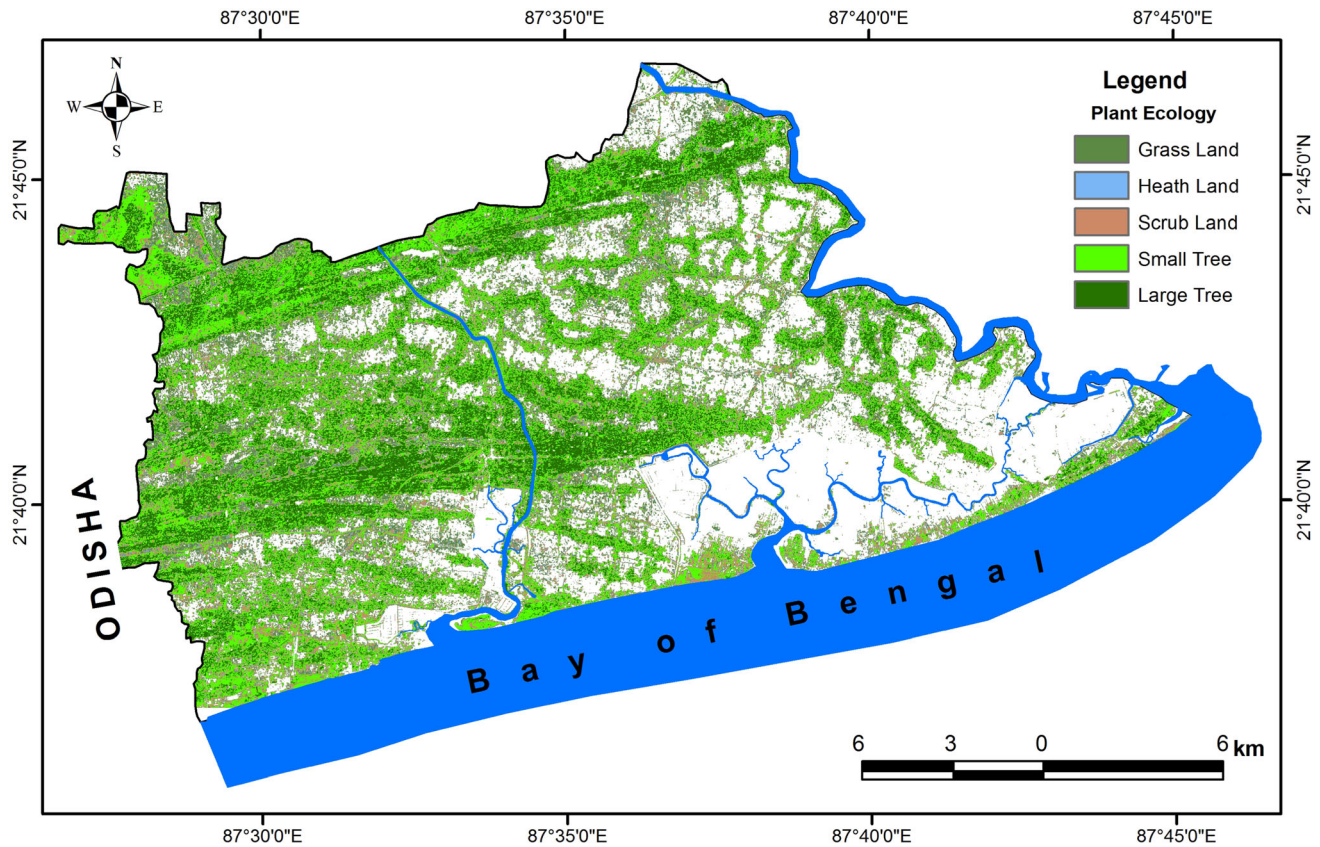 87°30'0"E 87°35'0"E 87°40'0"E 87°45'0"E
N
W E
S
Legend
Plant Ecology
Grass Land
Heath Land
Scrub Land
Small Tree
Large Tree
21°45'0"N
21°45'0"N
21°40'0"N
21°40'0"N
ODISHA
Bay of Bengal
6 3 0 6 km
87°30'0"E 87°35'0"E 87°40'0"E 87°45'0"E